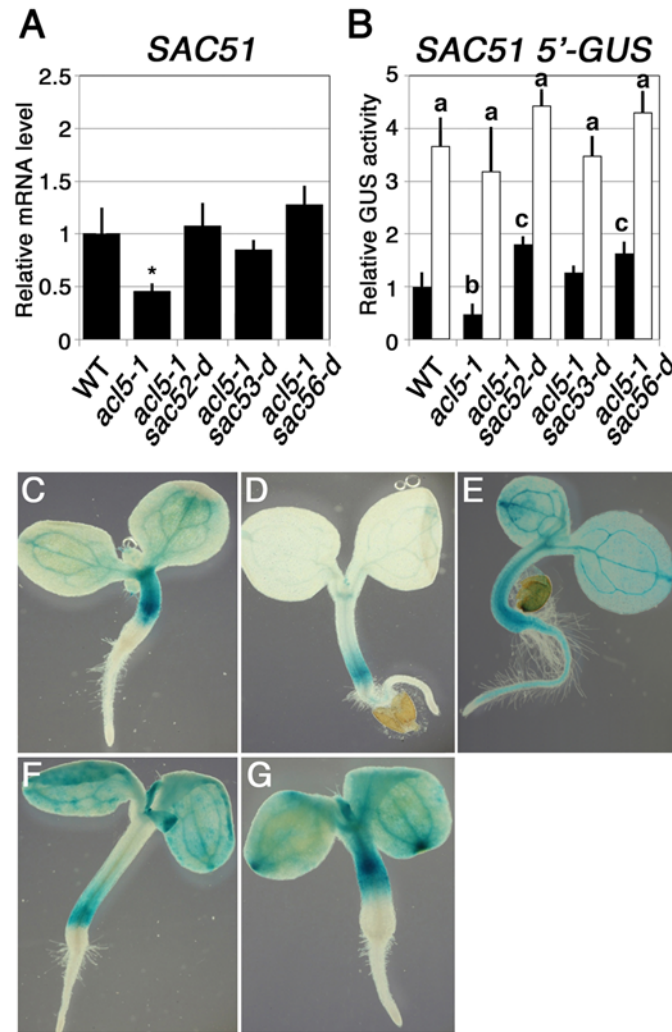 A
SAC51
Relative mRNA level
2.5
2
1.5
1
0.5
0
*
WT
acl5-1
acl5-1 sac52-d
acl5-1 sac53-d
acl5-1 sac56-d
B
SAC51 5'-GUS
Relative GUS activity
5
4
3
2
1
0
a
b
a
c
a
a
c
a
WT
acl5-1
acl5-1 sac52-d
acl5-1 sac53-d
acl5-1 sac56-d
C
D
E
F
G